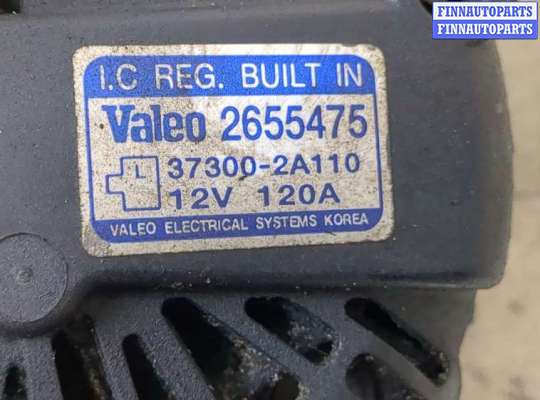 FINNAUTOPARTS
FINNAUTOPARTS
I.C REG. BUILT IN
Valeo 2655475
L 37300-2A110
12V 120A
VALEO ELECTRICAL SYSTEMS KOREA